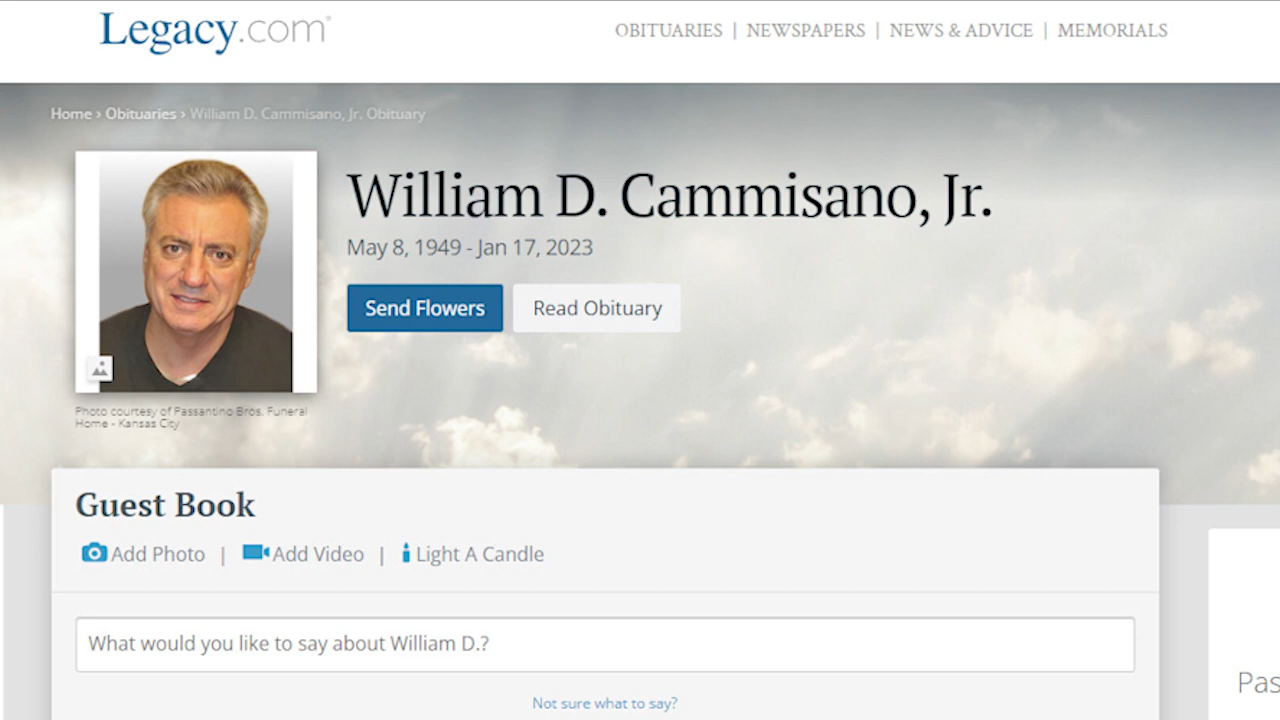 Legacy.com®
OBITUARIES | NEWSPAPERS | NEWS & ADVICE | MEMORIALS
Home › Obituaries › William D. Cammisano, Jr. Obituary
William D. Cammisano, Jr.
May 8, 1949 - Jan 17, 2023
Send Flowers
Read Obituary
Photo courtesy of Passantino Bros. Funeral
Home - Kansas City
Guest Book
Add Photo | Add Video | Light A Candle
What would you like to say about William D.?
Not sure what to say?
Pas